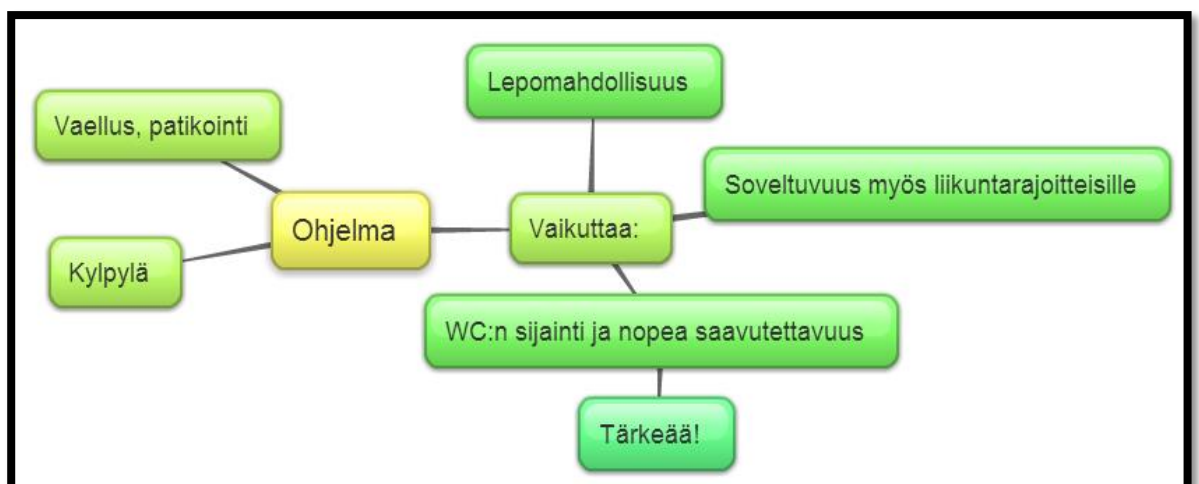 Lepomahdollisuus
Vaellus, patikointi
Soveltuvuus myös liikuntarajoitteisille
Ohjelma
Vaikuttaa:
Kylpylä
WC:n sijainti ja nopea saavutettavuus
Tärkeää!